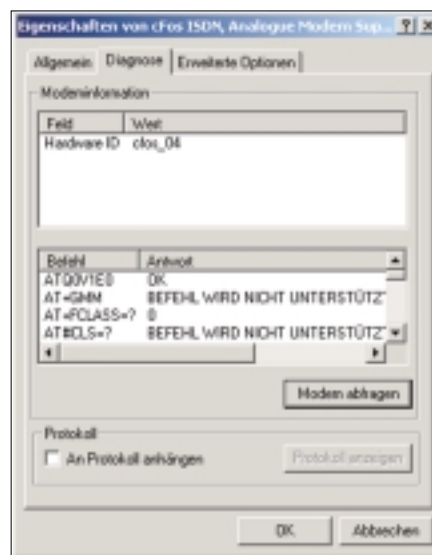 Eigenschaften von cFos ISDN, Analogue Modem Sup...
Allgemein Diagnose Erweiterte Optionen
Modeminformation
Feld Wert
Hardware ID cfos_04
Befehl Antwort
ATQ0V1E0 OK
AT+GMM BEFEHL WIRD NICHT UNTERSTÜTZT
AT+FCLASS=? 0
AT#CLS=? BEFEHL WIRD NICHT UNTERSTÜTZT
Modem abfragen
Protokoll
An Protokoll anhängen Protokoll anzeigen
OK Abbrechen